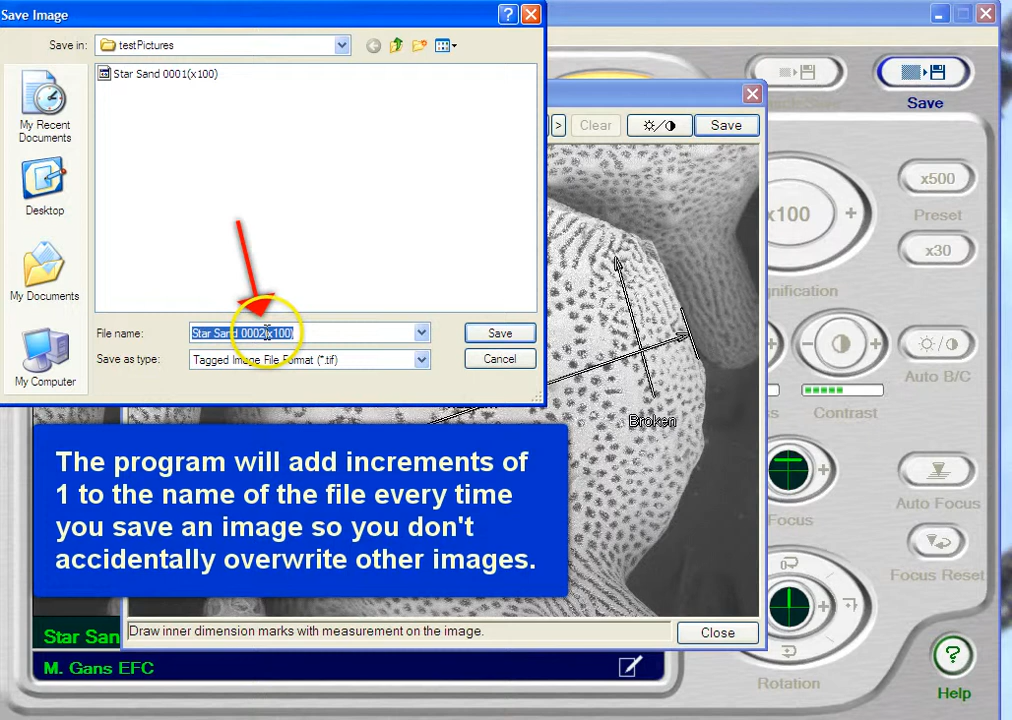 Save Image
Save in:
testPictures
Star Sand 0001(x100)
My Recent
Documents
Desktop
My Documents
My Computer
File name:
Star Sand 0002(x100)
Save
Save as type:
Tagged Image File Format (*.tif)
Cancel
>
Clear
Save
Save
x500
Preset
x100
x30
Auto B/C
Contrast
Broken
The program will add increments of
1 to the name of the file every time
you save an image so you don't
accidentally overwrite other images.
Auto Focus
Focus Reset
Star San
Draw inner dimension marks with measurement on the image.
Close
M. Gans EFC
Rotation
Help